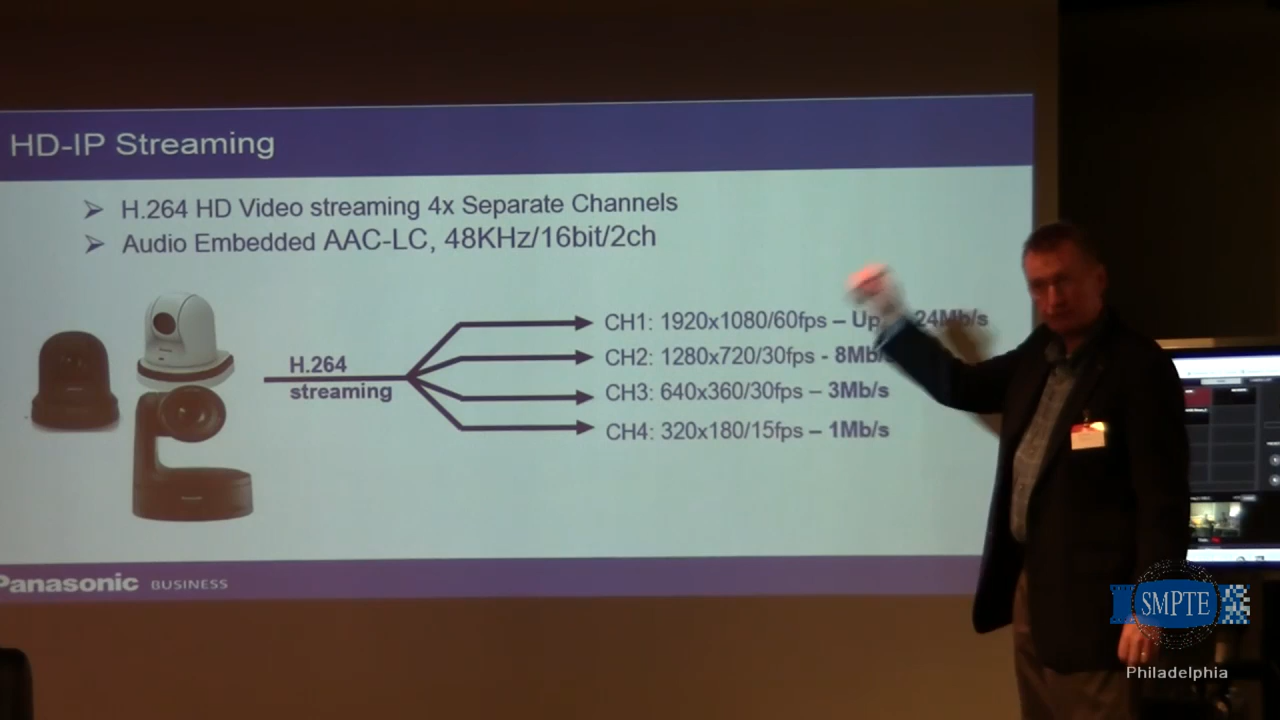 HD-IP Streaming
➢ H.264 HD Video streaming 4x Separate Channels
➢ Audio Embedded AAC-LC, 48KHz/16bit/2ch
H.264
streaming
CH1: 1920x1080/60fps – Up 24Mb/s
CH2: 1280x720/30fps - 8Mb/
CH3: 640x360/30fps – 3Mb/s
CH4: 320x180/15fps – 1Mb/s
Panasonic BUSINESS
SMPTE
Philadelphia